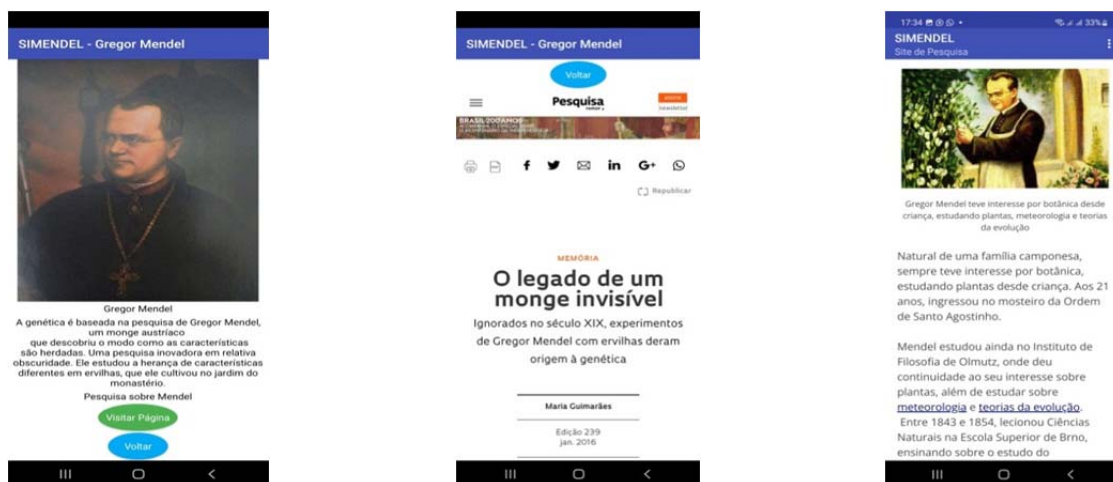 SIMENDEL - Gregor Mendel
Gregor Mendel
A genética é baseada na pesquisa de Gregor Mendel,
um monge austríaco
que descobriu o modo como as características
são herdadas. Uma pesquisa inovadora em relativa
obscuridade. Ele estudou a herança de características
diferentes em ervilhas, que ele cultivou no jardim do
monastério.
Pesquisa sobre Mendel
Visitar Página
Voltar
SIMENDEL - Gregor Mendel
Voltar
Pesquisa
newsletter
BRASIL 200 ANOS
f in G+
Republicar
MEMÓRIA
O legado de um
monge invisível
Ignorados no século XIX, experimentos
de Gregor Mendel com ervilhas deram
origem à genética
Maria Guimarães
Edição 239
jan. 2016
17:34 33%
SIMENDEL
Site de Pesquisa
Gregor Mendel teve interesse por botânica desde
criança, estudando plantas, meteorologia e teorias
da evolução
Natural de uma família camponesa,
sempre teve interesse por botânica,
estudando plantas desde criança. Aos 21
anos, ingressou no mosteiro da Ordem
de Santo Agostinho.
Mendel estudou ainda no Instituto de
Filosofia de Olmutz, onde deu
continuidade ao seu interesse sobre
plantas, além de estudar sobre
meteorologia e teorias da evolução.
Entre 1843 e 1854, lecionou Ciências
Naturais na Escola Superior de Brno,
ensinando sobre o estudo do